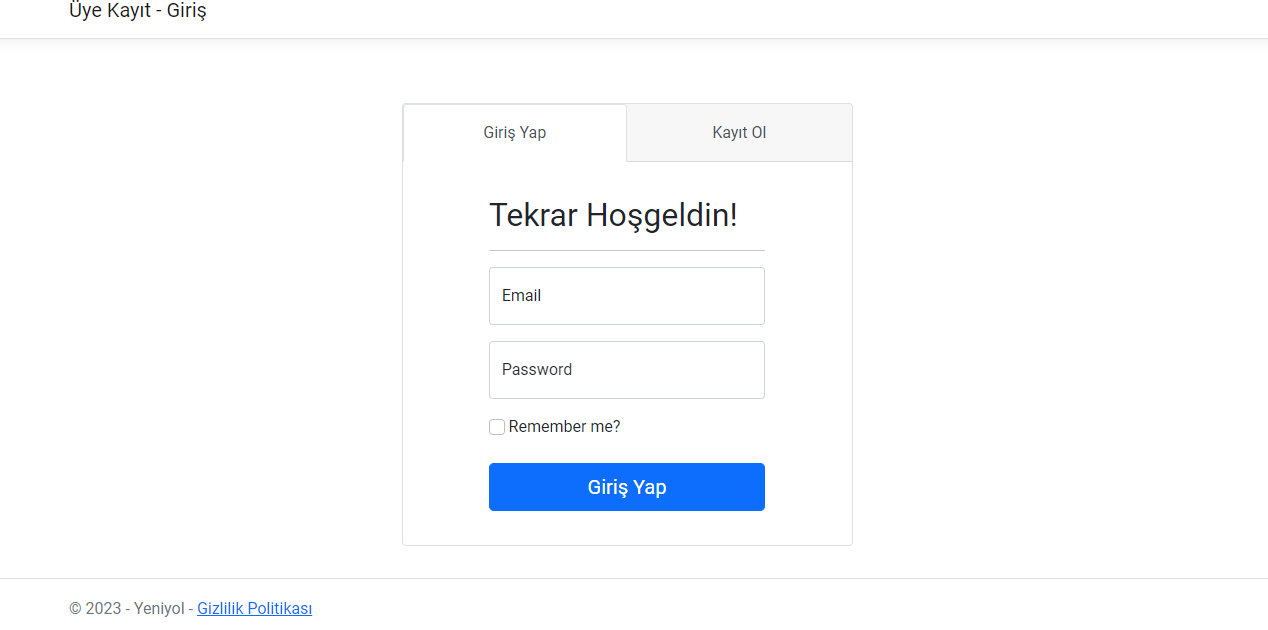 Üye Kayıt - Giriş
Giriş Yap
Kayıt Ol
Tekrar Hoşgeldin!
Email
Password
Remember me?
Giriş Yap
© 2023 - Yeniyol - Gizlilik Politikası